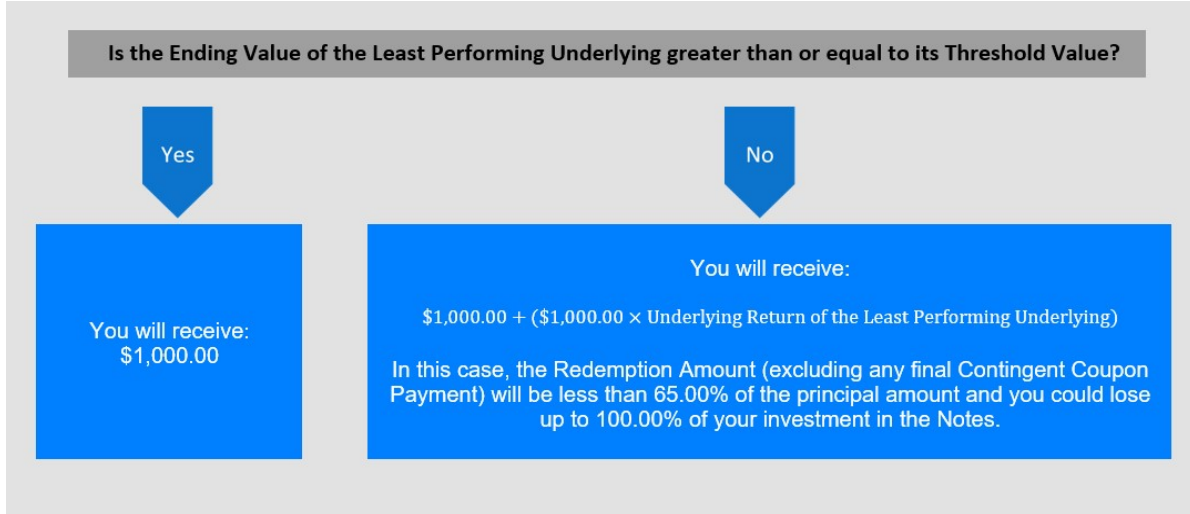 Is the Ending Value of the Least Performing Underlying greater than or equal to its Threshold Value?
Yes
No
You will receive:
$1,000.00
You will receive:
$1,000.00 + ($1,000.00 × Underlying Return of the Least Performing Underlying)
In this case, the Redemption Amount (excluding any final Contingent Coupon
Payment) will be less than 65.00% of the principal amount and you could lose
up to 100.00% of your investment in the Notes.